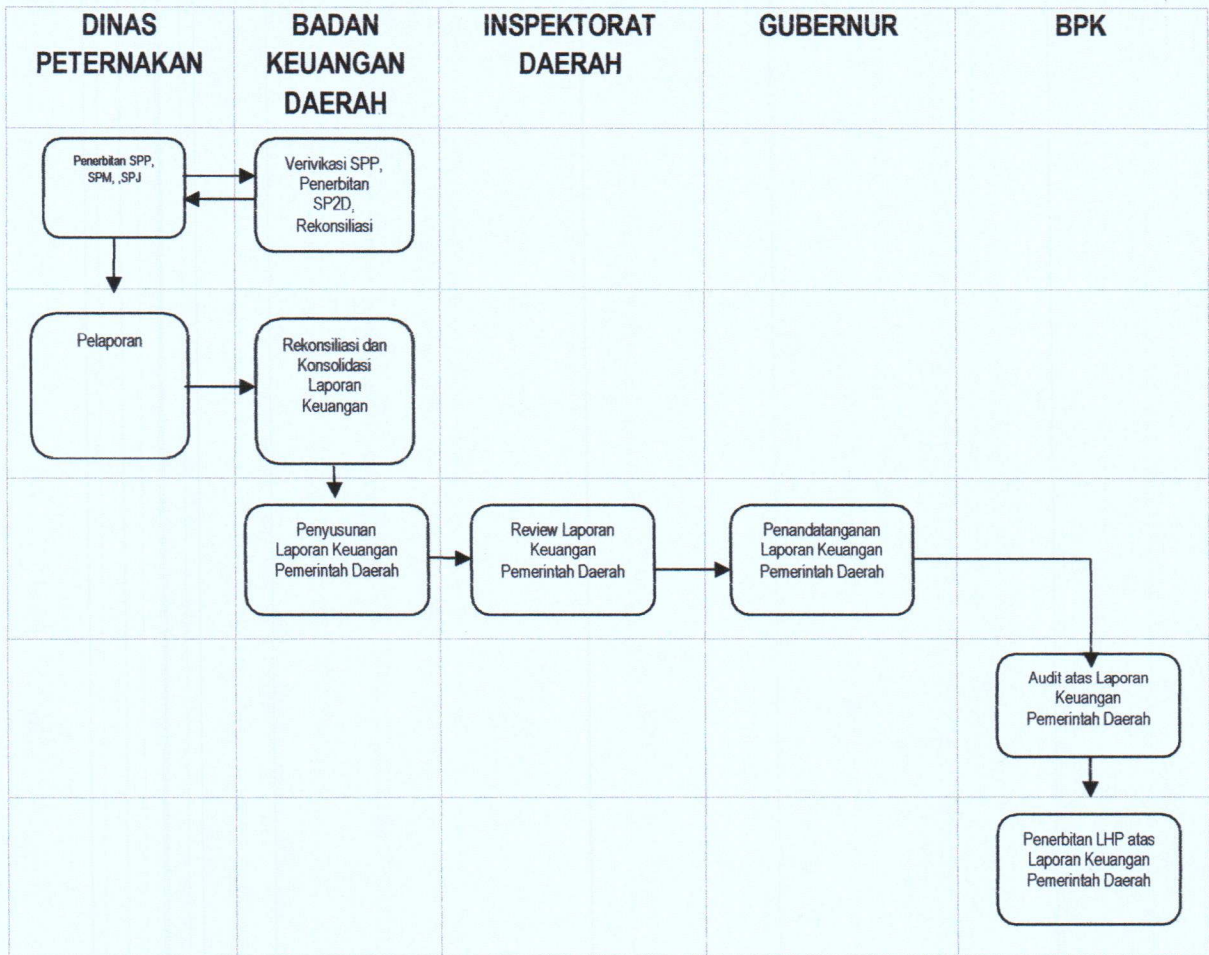 DINAS
PETERNAKAN
BADAN
KEUANGAN
DAERAH
INSPEKTORAT
DAERAH
GUBERNUR
BPK
Penerbitan SPP,
SPM, ,SPJ
Verivikasi SPP,
Penerbitan
SP2D,
Rekonsiliasi
Pelaporan
Rekonsiliasi dan
Konsolidasi
Laporan
Keuangan
Penyusunan
Laporan Keuangan
Pemerintah Daerah
Review Laporan
Keuangan
Pemerintah Daerah
Penandatanganan
Laporan Keuangan
Pemerintah Daerah
Audit atas Laporan
Keuangan
Pemerintah Daerah
Penerbitan LHP atas
Laporan Keuangan
Pemerintah Daerah